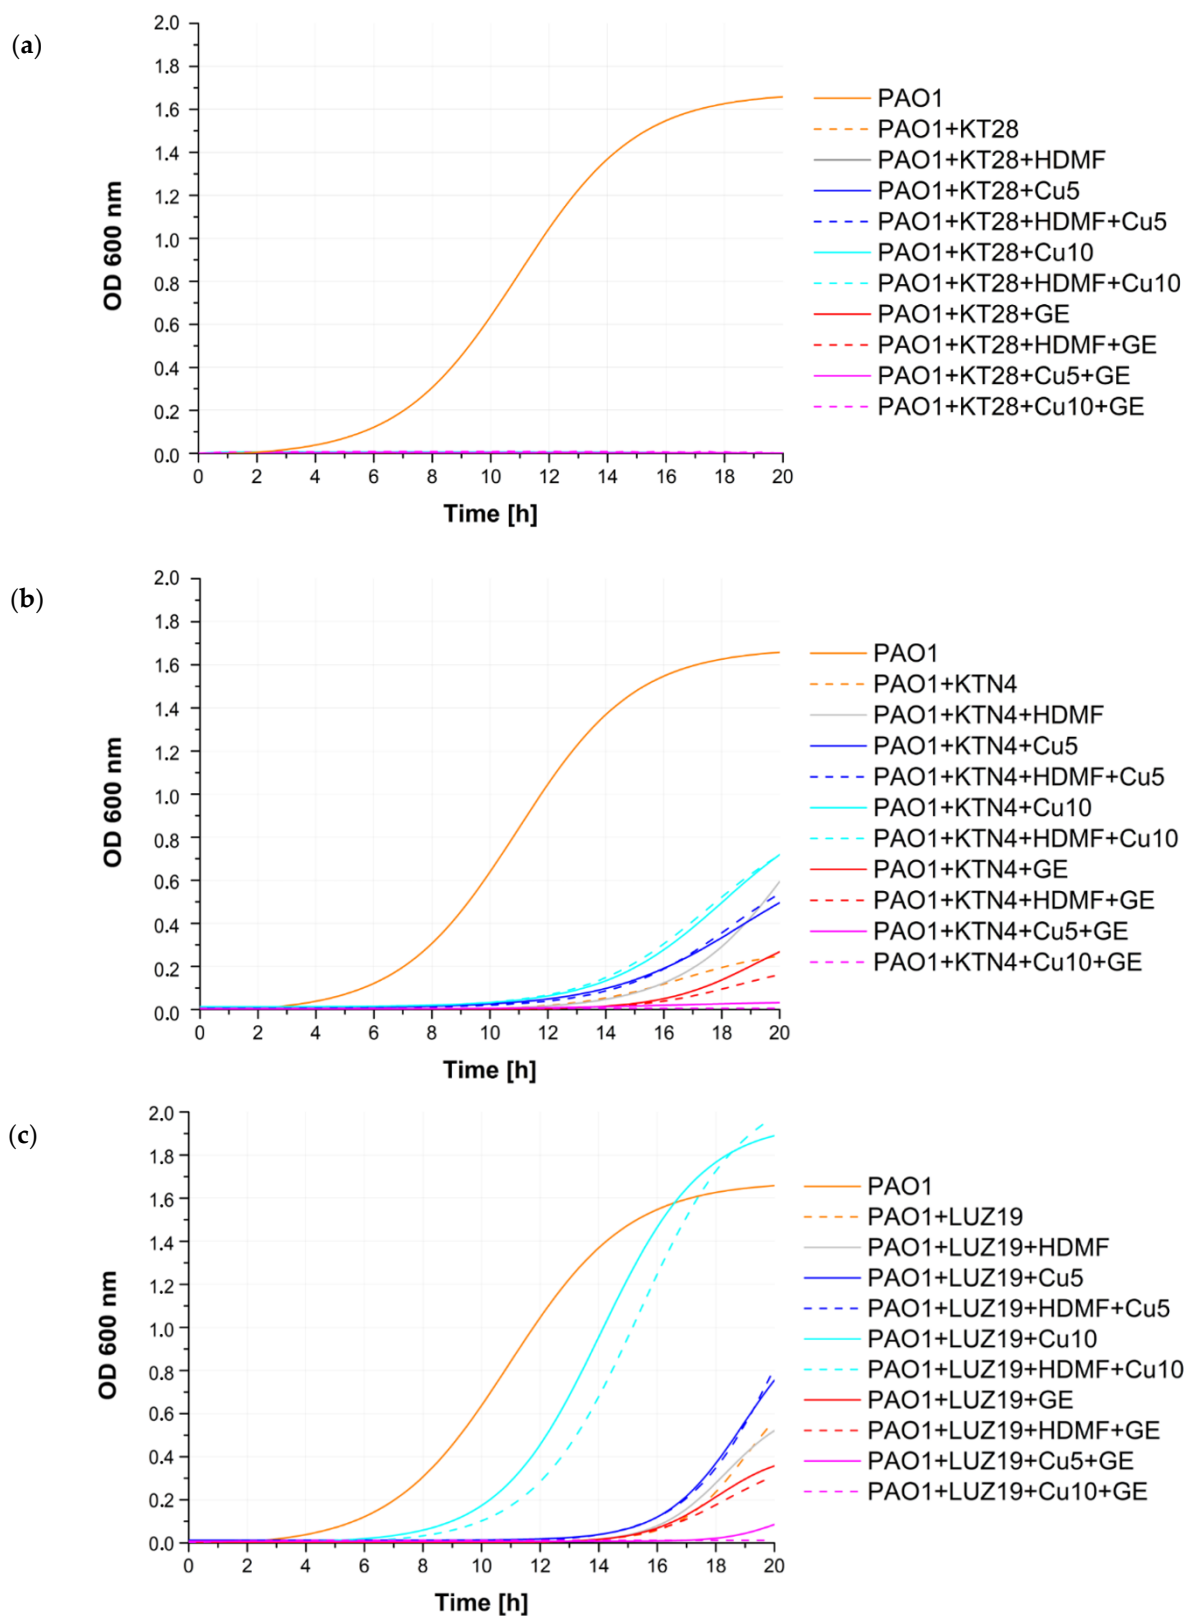 (a)
2.0
1.8
1.6
1.4
1.2
1.0
0.8
0.6
0.4
0.2
0.0
OD 600 nm
0 2 4 6 8 10 12 14 16 18 20
Time [h]
PAO1
PAO1+KT28
PAO1+KT28+HDMF
PAO1+KT28+Cu5
PAO1+KT28+HDMF+Cu5
PAO1+KT28+Cu10
PAO1+KT28+HDMF+Cu10
PAO1+KT28+GE
PAO1+KT28+HDMF+GE
PAO1+KT28+Cu5+GE
PAO1+KT28+Cu10+GE
(b)
2.0
1.8
1.6
1.4
1.2
1.0
0.8
0.6
0.4
0.2
0.0
OD 600 nm
0 2 4 6 8 10 12 14 16 18 20
Time [h]
PAO1
PAO1+KTN4
PAO1+KTN4+HDMF
PAO1+KTN4+Cu5
PAO1+KTN4+HDMF+Cu5
PAO1+KTN4+Cu10
PAO1+KTN4+HDMF+Cu10
PAO1+KTN4+GE
PAO1+KTN4+HDMF+GE
PAO1+KTN4+Cu5+GE
PAO1+KTN4+Cu10+GE
(c)
2.0
1.8
1.6
1.4
1.2
1.0
0.8
0.6
0.4
0.2
0.0
OD 600 nm
0 2 4 6 8 10 12 14 16 18 20
Time [h]
PAO1
PAO1+LUZ19
PAO1+LUZ19+HDMF
PAO1+LUZ19+Cu5
PAO1+LUZ19+HDMF+Cu5
PAO1+LUZ19+Cu10
PAO1+LUZ19+HDMF+Cu10
PAO1+LUZ19+GE
PAO1+LUZ19+HDMF+GE
PAO1+LUZ19+Cu5+GE
PAO1+LUZ19+Cu10+GE